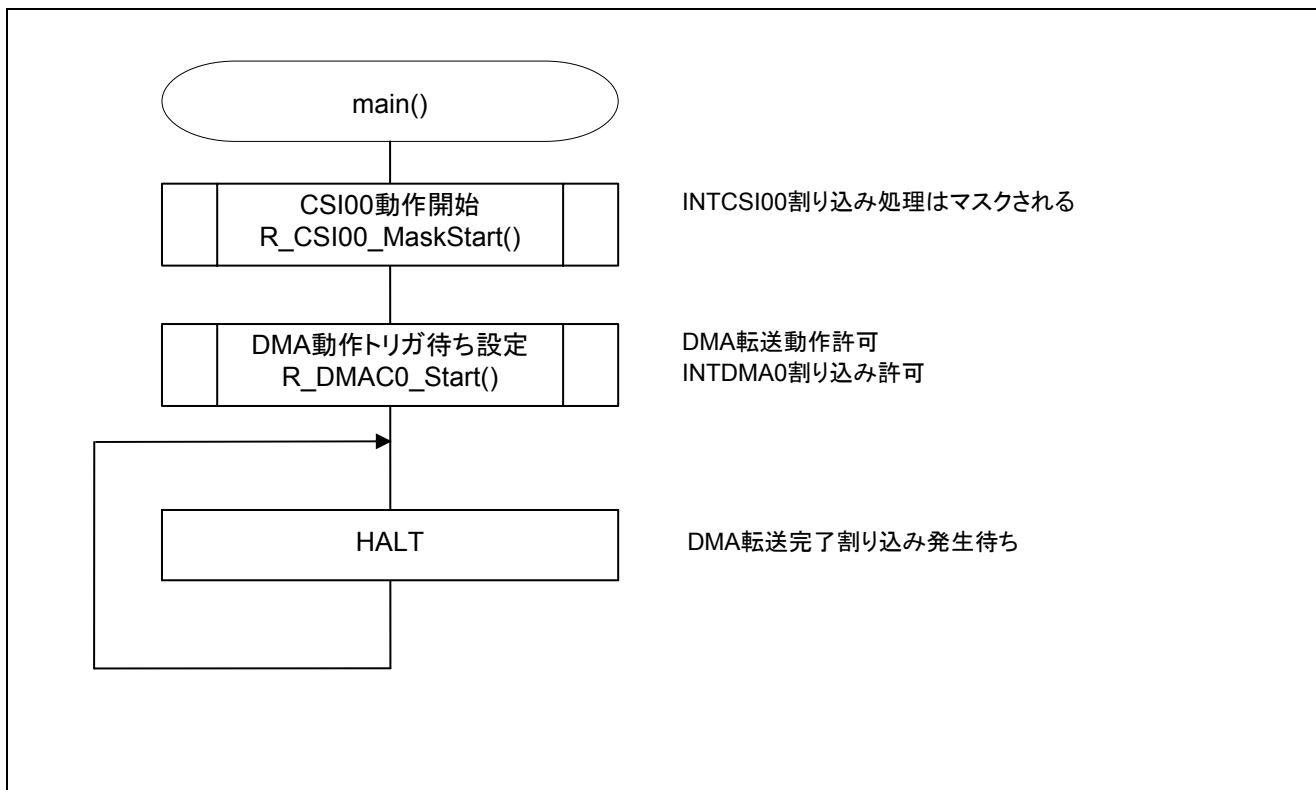 main()
CSI00動作開始
R_CSI00_MaskStart()
INTCSI00割り込み処理はマスクされる
DMA動作トリガ待ち設定
R_DMAC0_Start()
DMA転送動作許可
INTDMA0割り込み許可
HALT
DMA転送完了割り込み発生待ち